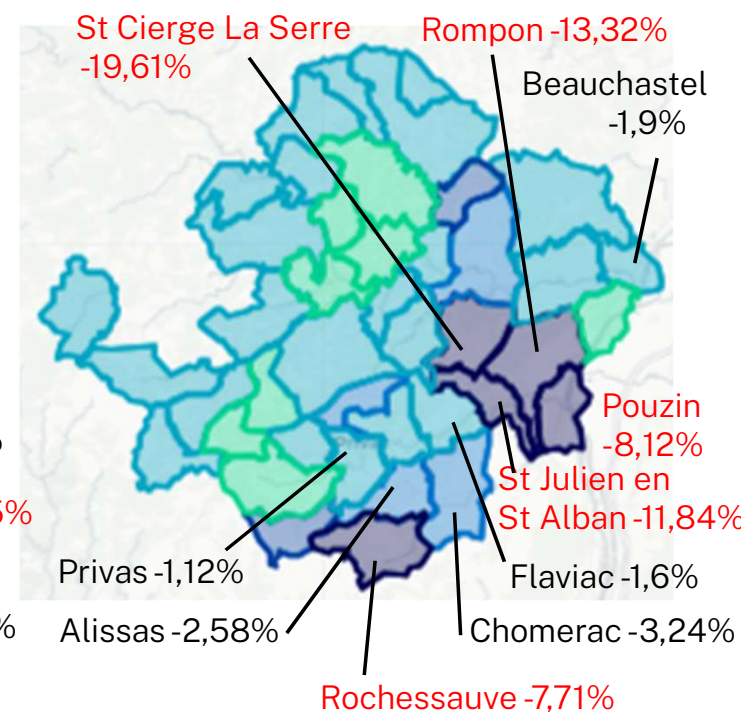 St Cierge La Serre
-19,61%
Rompon -13,32%
Beauchastel
-1,9%
Pouzin
-8,12%
5%
St Julien en
St Alban -11,84%
Privas -1,12%
Flaviac -1,6%
%
Alissas -2,58%
Chomerac -3,24%
Rochessauve -7,71%